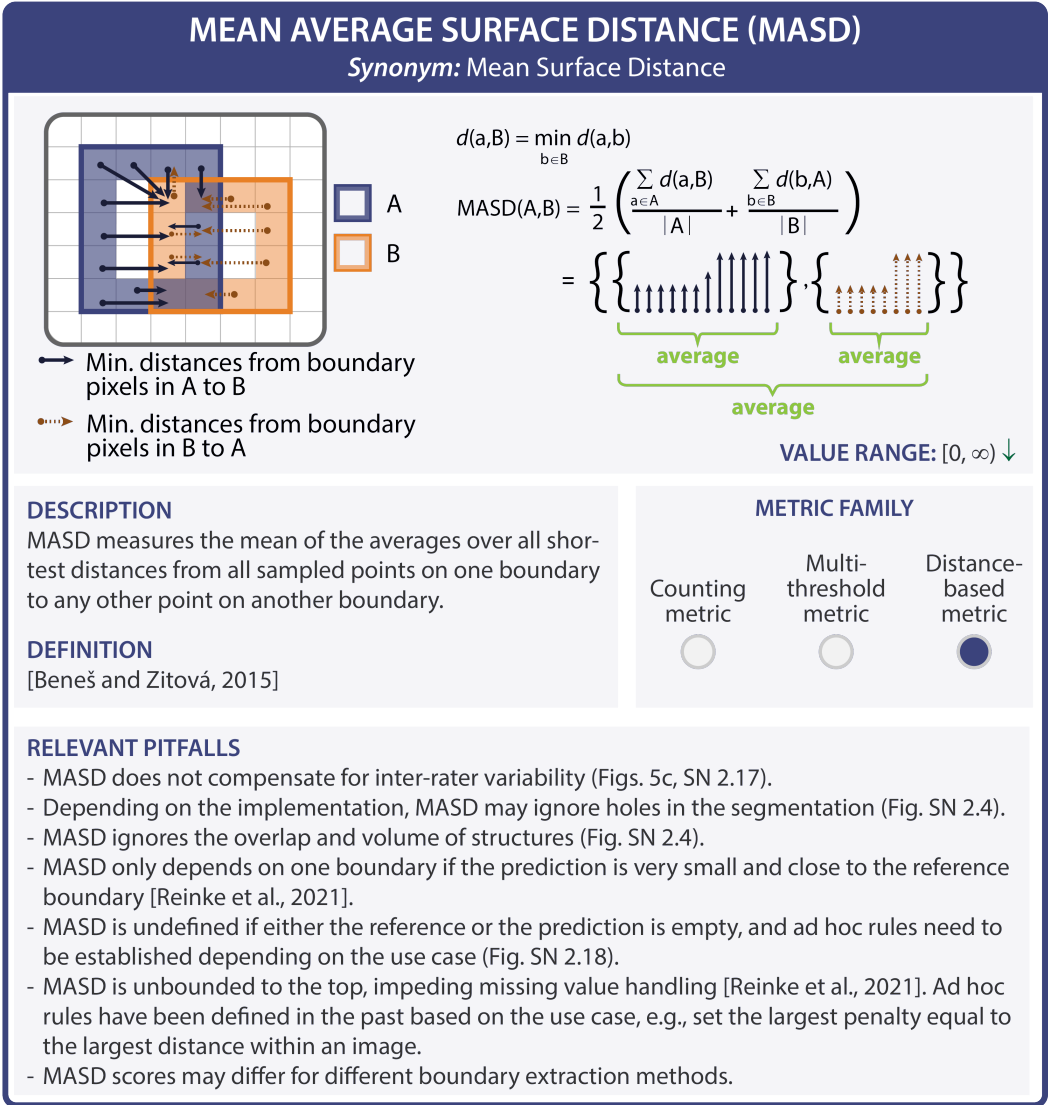 MEAN AVERAGE SURFACE DISTANCE (MASD)
Synonym: Mean Surface Distance
d(a,B) = min d(a,b)
b∈B
MASD(A,B) = 1/2 ( ∑ d(a,B) / |A| + ∑ d(b,A) / |B| )
a∈A b∈B
= { { } , { } }
average average
average
A
B
Min. distances from boundary
pixels in A to B
Min. distances from boundary
pixels in B to A
VALUE RANGE: [0, ∞) ↓
DESCRIPTION
MASD measures the mean of the averages over all shor-
test distances from all sampled points on one boundary
to any other point on another boundary.
DEFINITION
[Beneš and Zitová, 2015]
METRIC FAMILY
Counting
metric
Multi-
threshold
metric
Distance-
based
metric
RELEVANT PITFALLS
- MASD does not compensate for inter-rater variability (Figs. 5c, SN 2.17).
- Depending on the implementation, MASD may ignore holes in the segmentation (Fig. SN 2.4).
- MASD ignores the overlap and volume of structures (Fig. SN 2.4).
- MASD only depends on one boundary if the prediction is very small and close to the reference
boundary [Reinke et al., 2021].
- MASD is undefined if either the reference or the prediction is empty, and ad hoc rules need to
be established depending on the use case (Fig. SN 2.18).
- MASD is unbounded to the top, impeding missing value handling [Reinke et al., 2021]. Ad hoc
rules have been defined in the past based on the use case, e.g., set the largest penalty equal to
the largest distance within an image.
- MASD scores may differ for different boundary extraction methods.